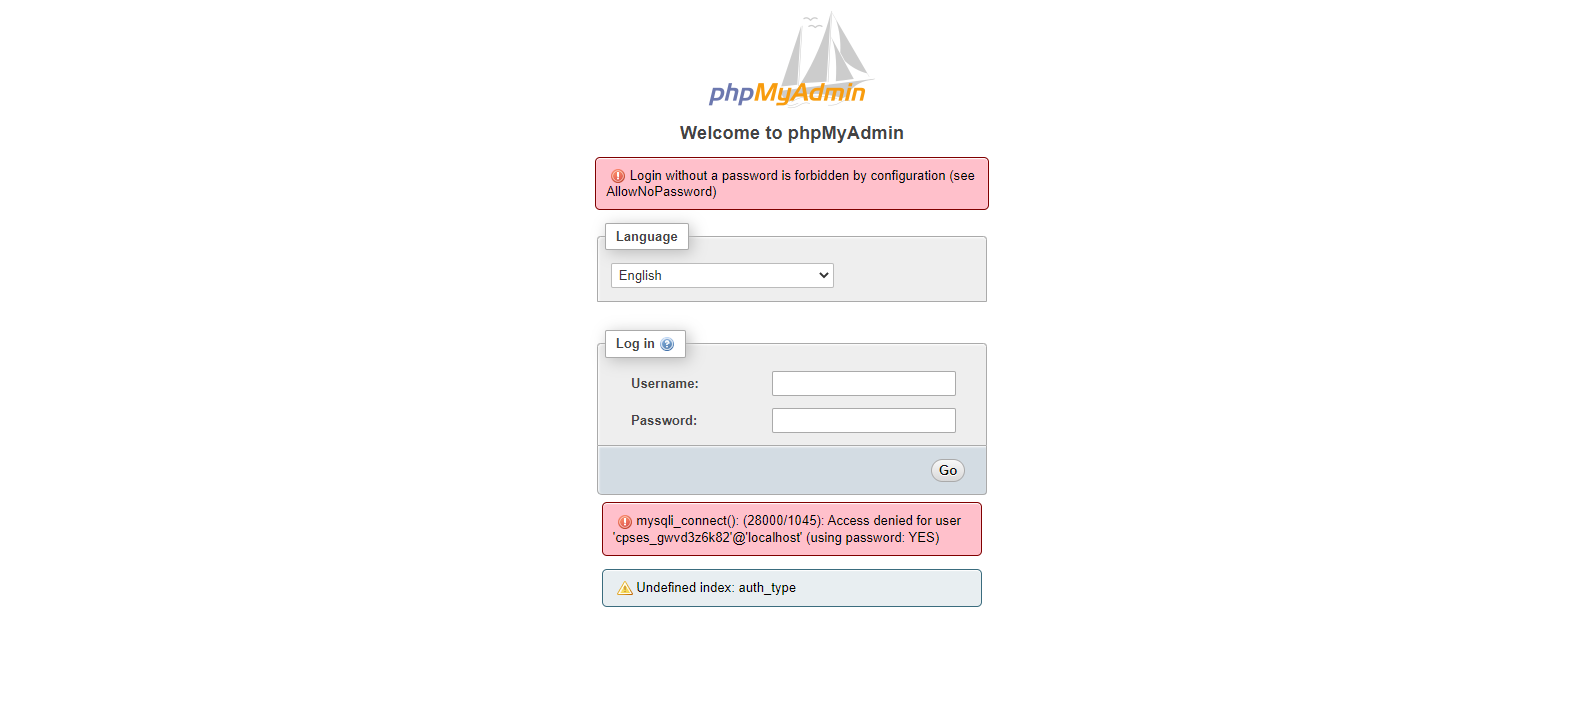 phpMyAdmin
Welcome to phpMyAdmin
Login without a password is forbidden by configuration (see
AllowNoPassword)
Language
English
Log in
Username:
Password:
Go
mysqli_connect(): (28000/1045): Access denied for user
'cpses_gwvd3z6k82'@'localhost' (using password: YES)
Undefined index: auth_type